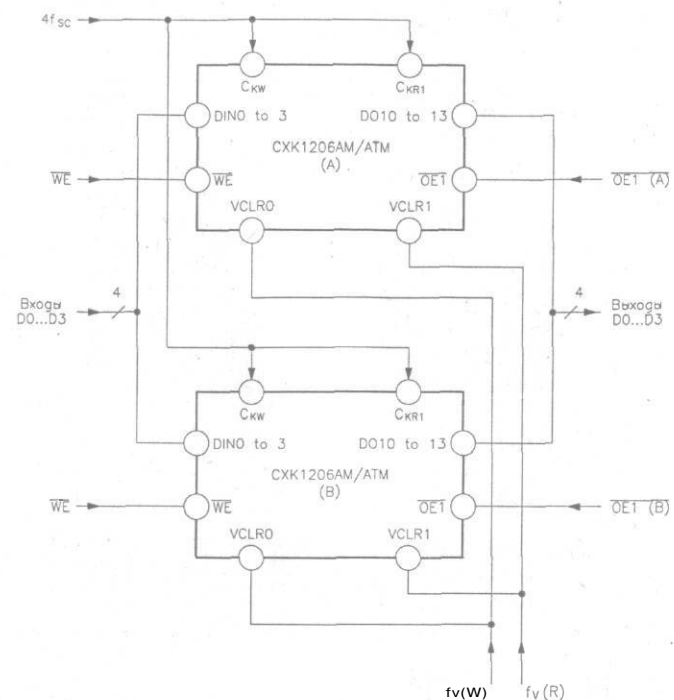 4fsc
CKW
CKR1
DIN0 to 3
DO10 to 13
CXK1206AM/ATM
(A)
WE
WE
OE1
OE1 (A)
VCLR0
VCLR1
Входы
D0...D3
4
4
Выходы
D0...D3
CKW
CKR1
DIN0 to 3
DO10 to 13
CXK1206AM/ATM
(B)
WE
WE
OE1
OE1 (B)
VCLR0
VCLR1
fv(W)
fv(R)